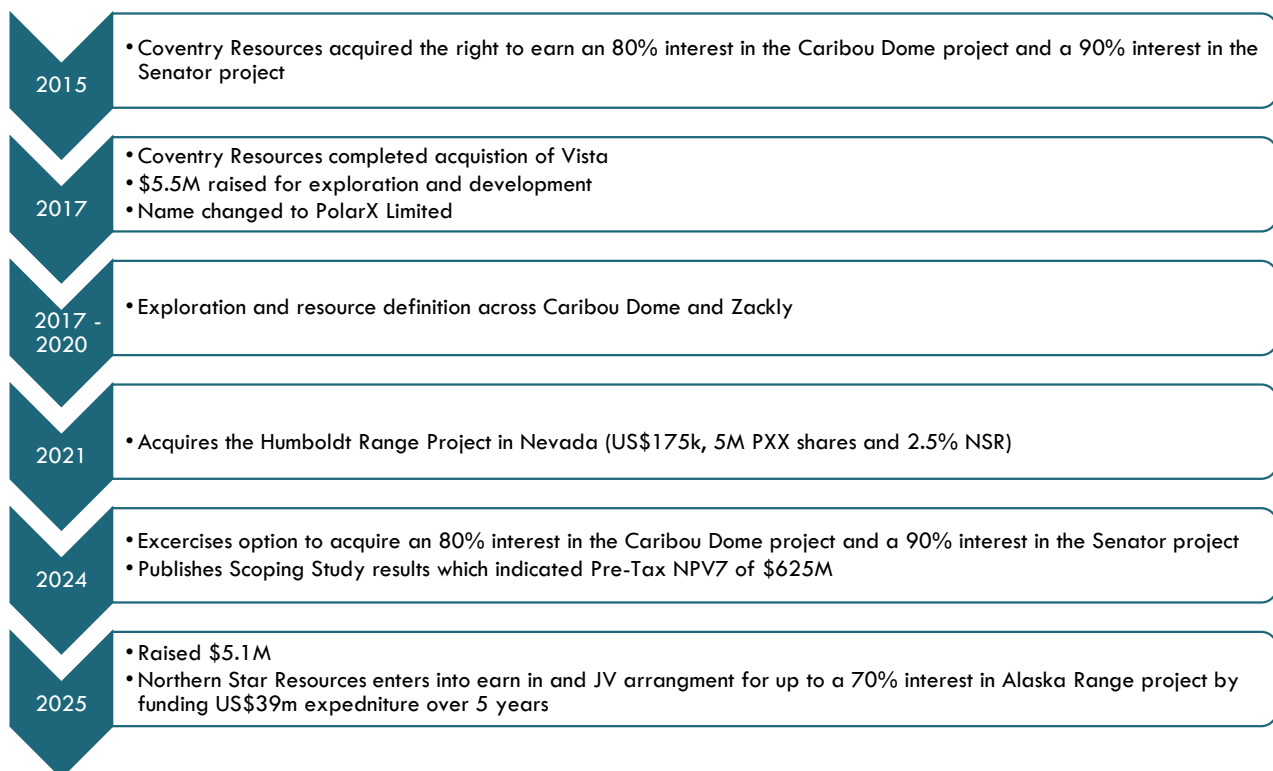 2015
• Coventry Resources acquired the right to earn an 80% interest in the Caribou Dome project and a 90% interest in the
Senator project
2017
• Coventry Resources completed acquistion of Vista
• $5.5M raised for exploration and development
• Name changed to PolarX Limited
2017 -
2020
• Exploration and resource definition across Caribou Dome and Zackly
2021
• Acquires the Humboldt Range Project in Nevada (US$175k, 5M PXX shares and 2.5% NSR)
2024
• Excercises option to acquire an 80% interest in the Caribou Dome project and a 90% interest in the Senator project
• Publishes Scoping Study results which indicated Pre-Tax NPV7 of $625M
2025
• Raised $5.1M
• Northern Star Resources enters into earn in and JV arrangment for up to a 70% interest in Alaska Range project by
funding US$39m expedniture over 5 years